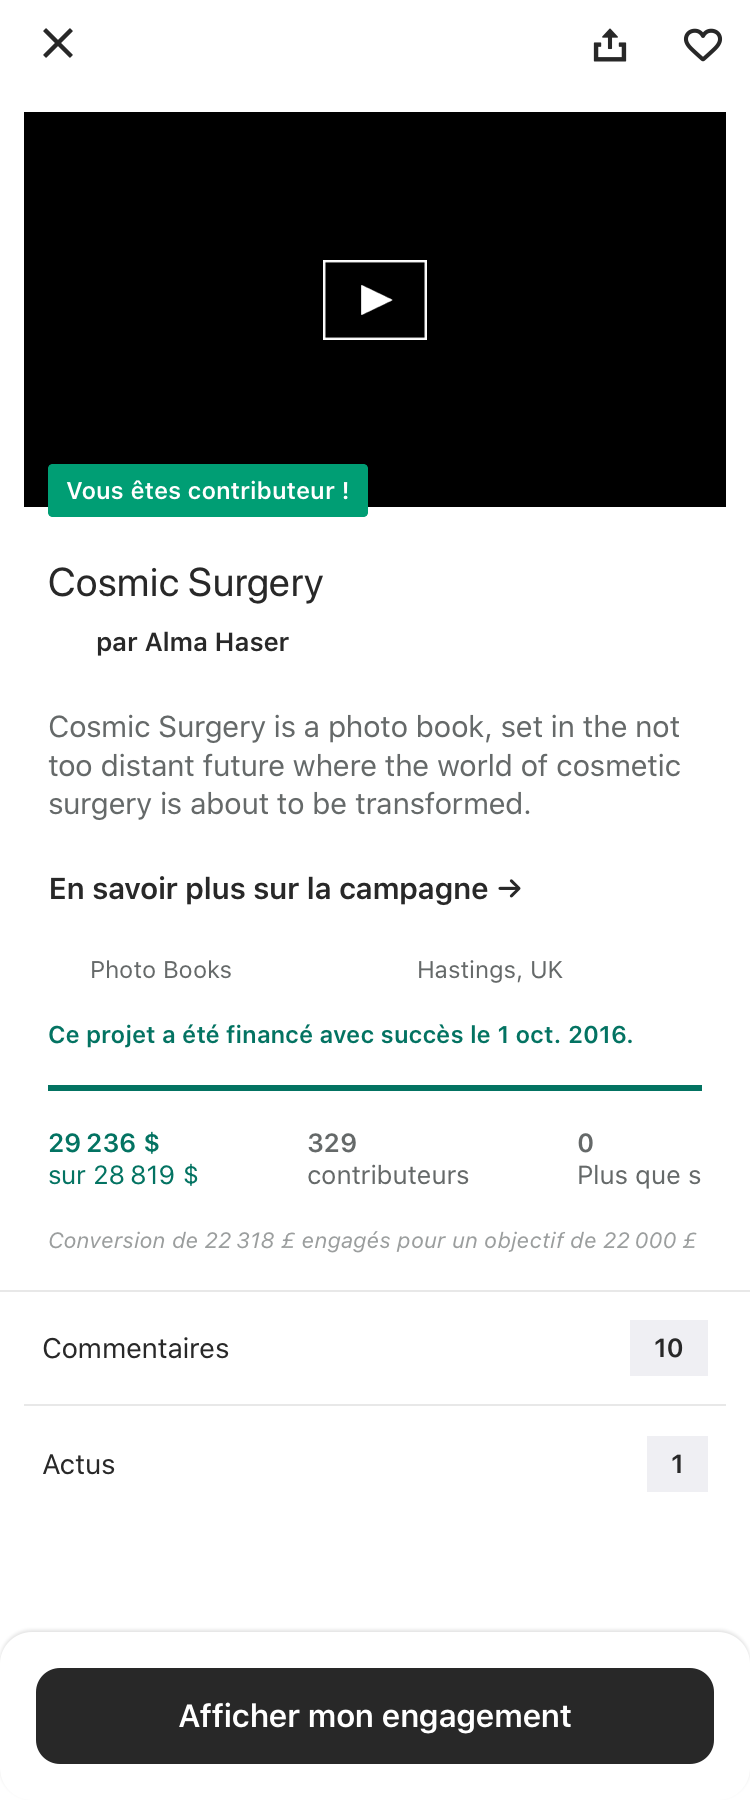 Vous êtes contributeur !
Cosmic Surgery
par Alma Haser
Cosmic Surgery is a photo book, set in the not
too distant future where the world of cosmetic
surgery is about to be transformed.
En savoir plus sur la campagne →
Photo Books
Hastings, UK
Ce projet a été financé avec succès le 1 oct. 2016.
29 236 $
sur 28 819 $
329
contributeurs
0
Plus que s
Conversion de 22 318 £ engagés pour un objectif de 22 000 £
Commentaires
10
Actus
1
Afficher mon engagement